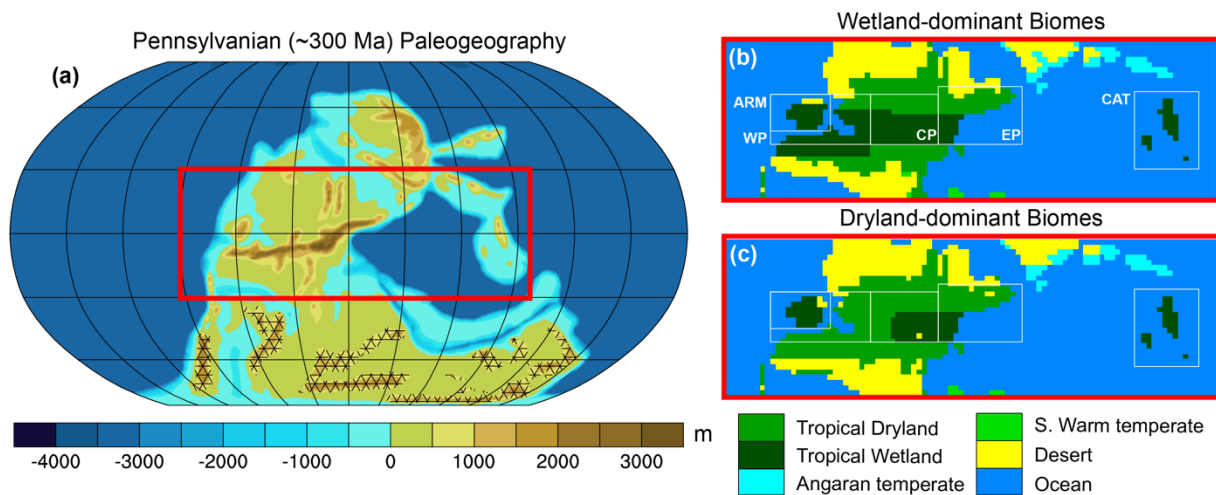 Pennsylvanian (~300 Ma) Paleogeography
(a)
-4000 -3000 -2000 -1000 0 1000 2000 3000 m
Wetland-dominant Biomes
(b)
ARM
WP
CP
EP
CAT
Dryland-dominant Biomes
(c)
Tropical Dryland
Tropical Wetland
Angaran temperate
S. Warm temperate
Desert
Ocean